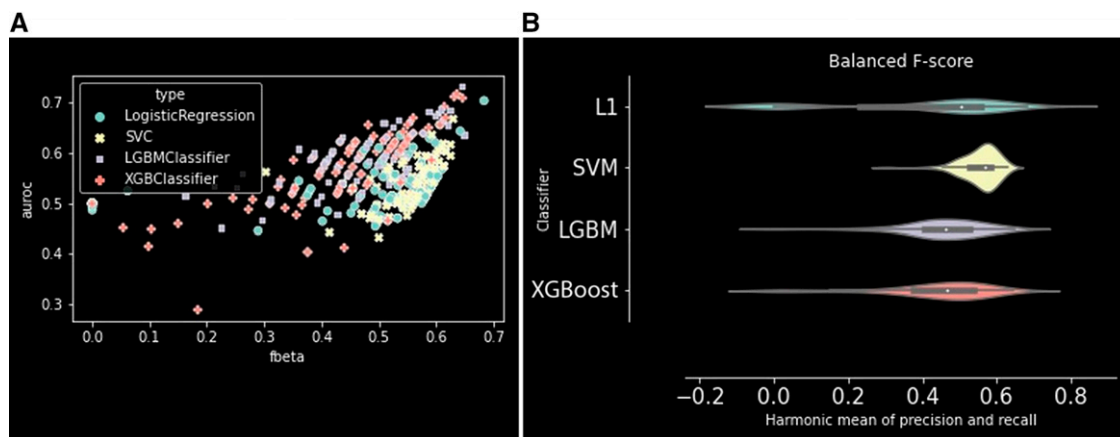 A
type
LogisticRegression
SVC
LGBMClassifier
XGBClassifier
auroc
0.7
0.6
0.5
0.4
0.3
0.0 0.1 0.2 0.3 0.4 0.5 0.6 0.7
fbeta
B
Balanced F-score
Classifier
L1
SVM
LGBM
XGBoost
−0.2 0.0 0.2 0.4 0.6 0.8
Harmonic mean of precision and recall